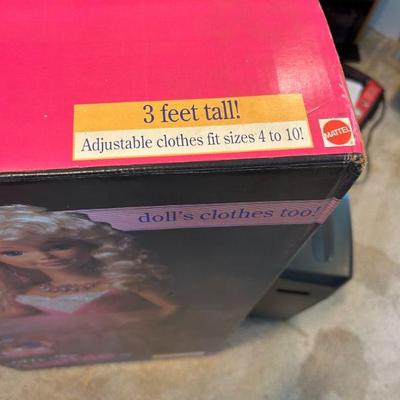 3 feet tall!
Adjustable clothes fit sizes 4 to 10!
MATTEL
doll's clothes too!